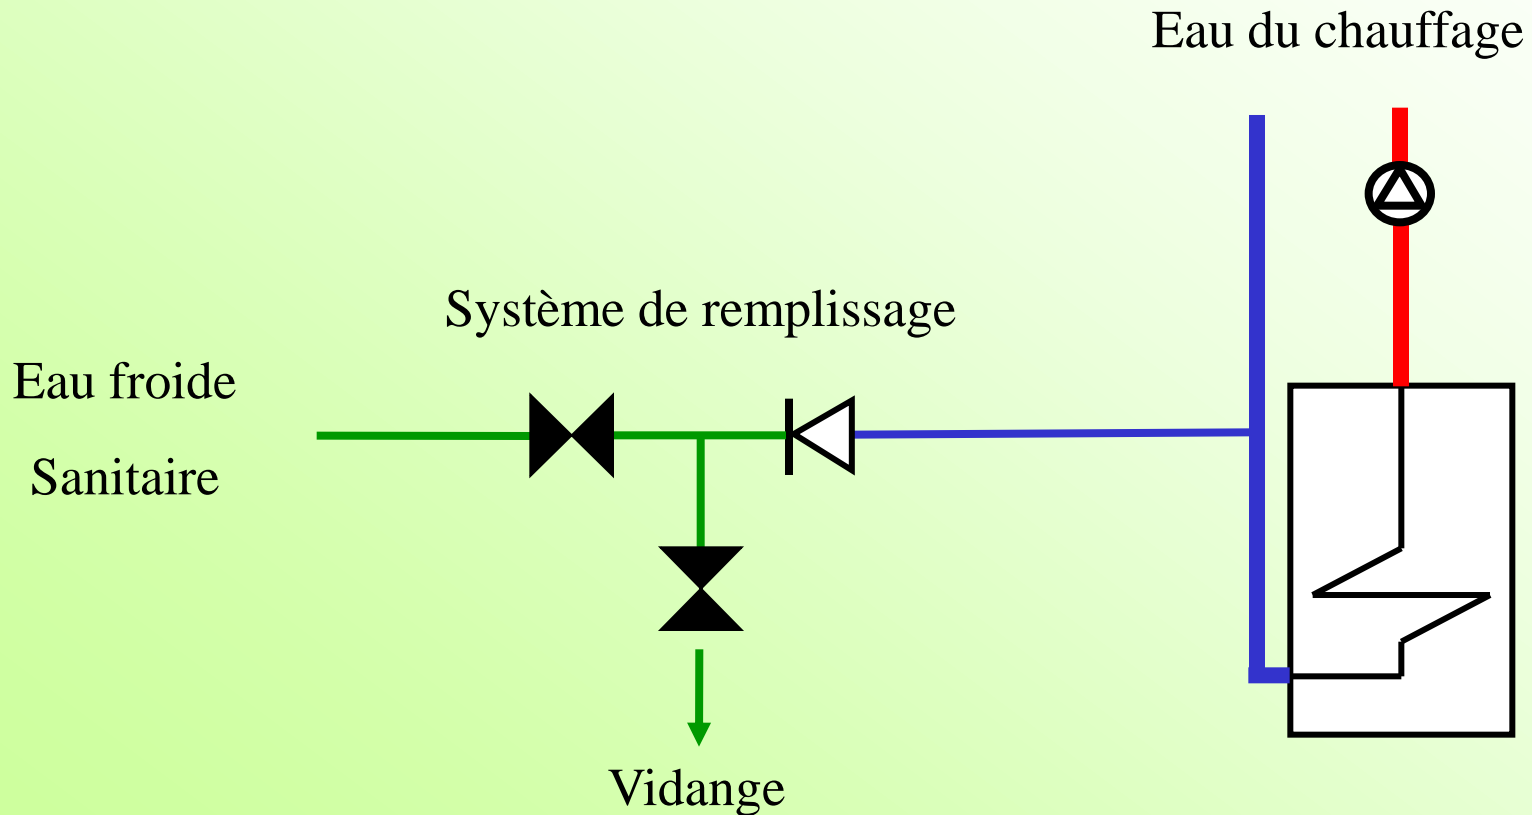 Eau du chauffage
Système de remplissage
Eau froide
Sanitaire
Vidange